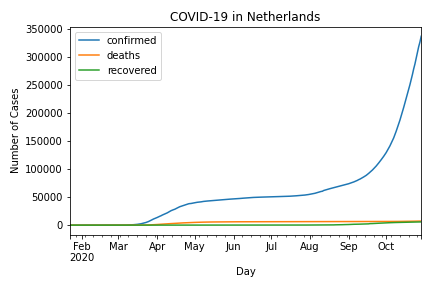 COVID-19 in Netherlands
350000
300000
250000
200000
150000
100000
50000
0
Number of Cases
confirmed
deaths
recovered
Feb Mar Apr May Jun Jul Aug Sep Oct
2020
Day